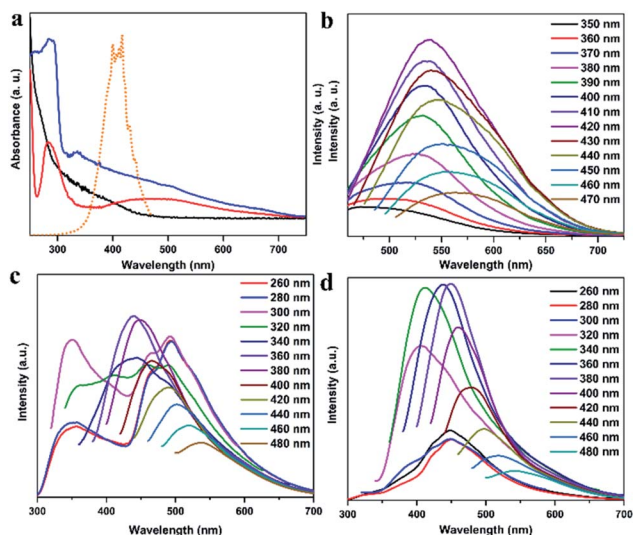 a
Absorbance (a. u.)
300 400 500 600 700
Wavelength (nm)
b
Intensity (a. u.)
Intensity (a. u.)
350 nm
360 nm
370 nm
380 nm
390 nm
400 nm
410 nm
420 nm
430 nm
440 nm
450 nm
460 nm
470 nm
500 550 600 650 700
Wavelength (nm)
c
Intensity (a.u.)
260 nm
280 nm
300 nm
320 nm
340 nm
360 nm
380 nm
400 nm
420 nm
440 nm
460 nm
480 nm
300 400 500 600 700
Wavelength (nm)
d
Intensity (a.u.)
260 nm
280 nm
300 nm
320 nm
340 nm
360 nm
380 nm
400 nm
420 nm
440 nm
460 nm
480 nm
300 400 500 600 700
Wavelength (nm)